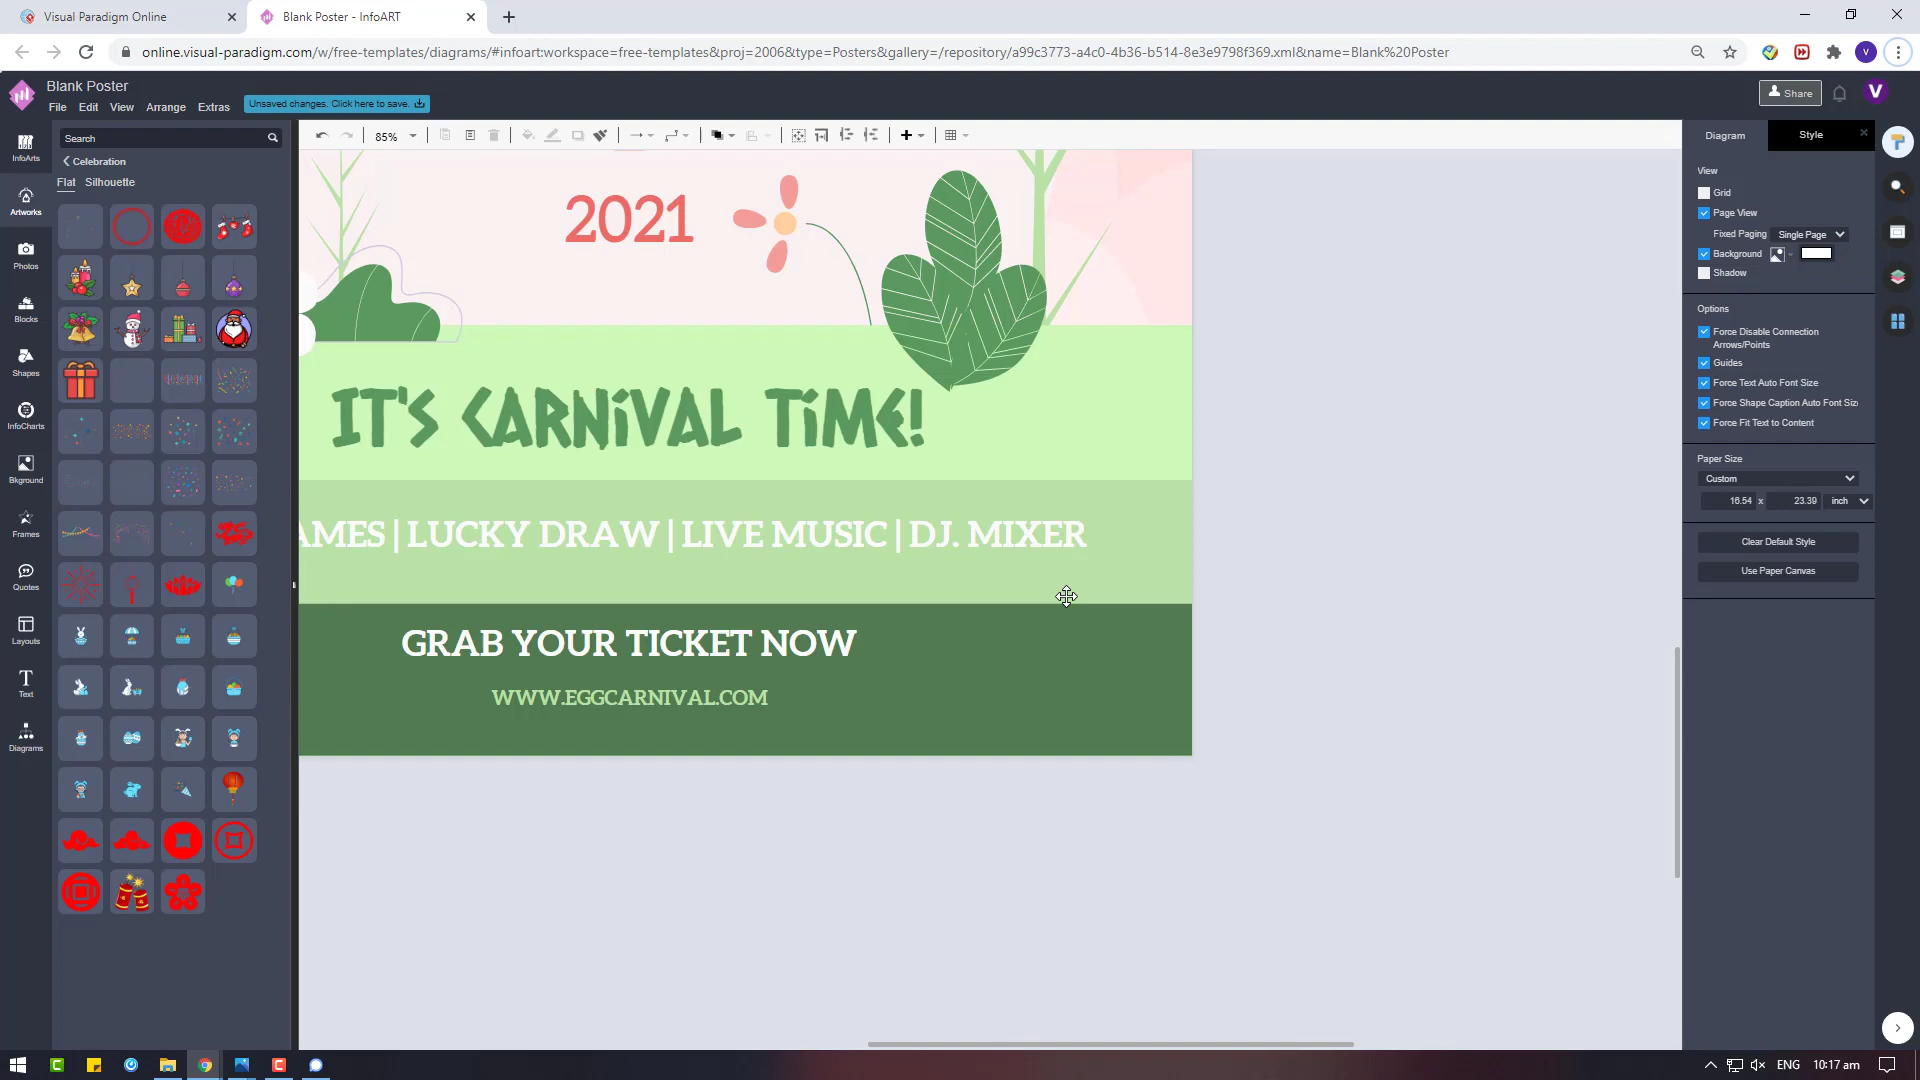 Visual Paradigm Online
Blank Poster - InfoART
online.visual-paradigm.com/w/free-templates/diagrams/#infoart:workspace=free-templates&proj=2006&type=Posters&gallery=/repository/a99c3773-a4c0-4b36-b514-8e3e9798f369.xml&name=Blank%20Poster
V
Blank Poster
File Edit View Arrange Extras
Unsaved changes. Click here to save.
Share
V
InfoArts
Artworks
Photos
Blocks
Shapes
InfoCharts
Bkground
Frames
Quotes
Layouts
Text
Diagrams
Search
Celebration
Flat Silhouette
85%
2021
IT'S CARNIVAL TIME!
AMES | LUCKY DRAW | LIVE MUSIC | DJ. MIXER
GRAB YOUR TICKET NOW
WWW.EGGCARNIVAL.COM
Diagram
Style
View
Grid
Page View
Fixed Paging Single Page
Background
Shadow
Options
Force Disable Connection
Arrows/Points
Guides
Force Text Auto Font Size
Force Shape Caption Auto Font Siz
Force Fit Text to Content
Paper Size
Custom
16.54 x 23.39 inch
Clear Default Style
Use Paper Canvas
ENG
10:17 am